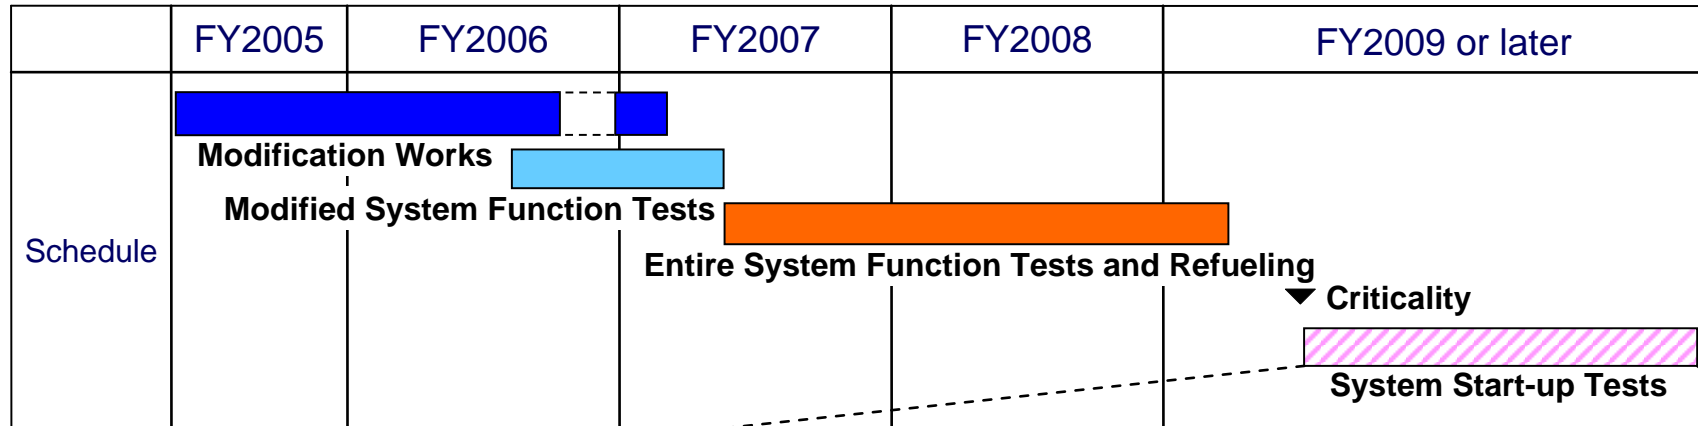 FY2005 FY2006 FY2007 FY2008 FY2009 or later
Modification Works
Modified System Function Tests
Schedule
Entire System Function Tests and Refueling
Criticality
System Start-up Tests